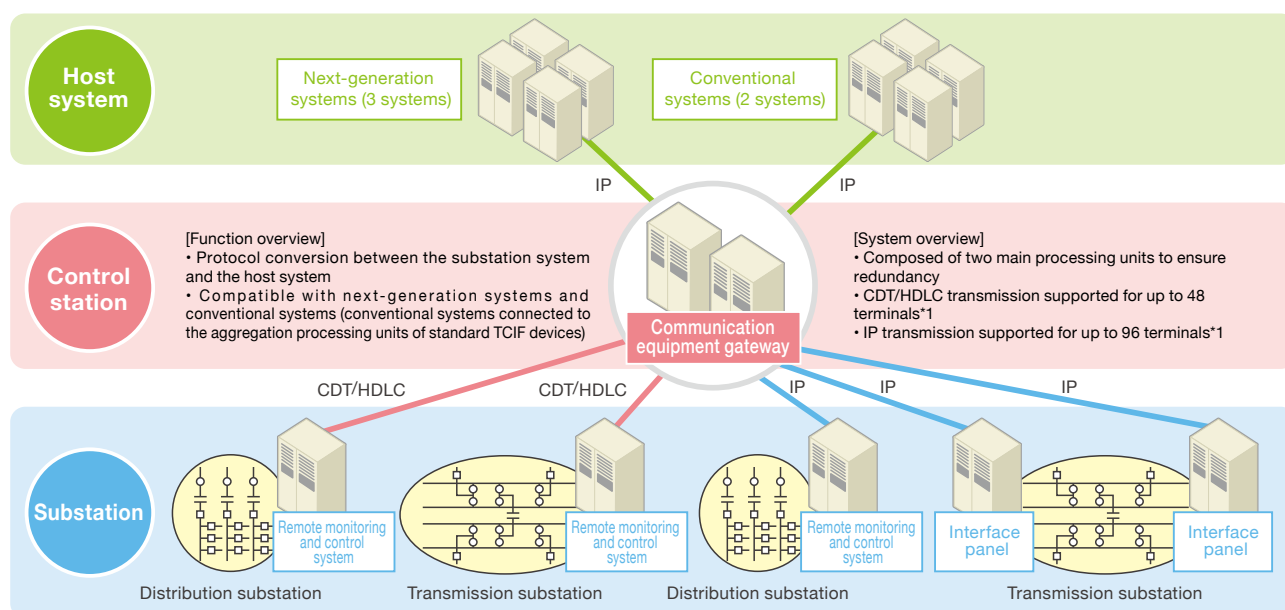 Host
system
Next-generation
systems (3 systems)
Conventional
systems (2 systems)
IP
IP
Control
station
[Function overview]
• Protocol conversion between the substation system
and the host system
• Compatible with next-generation systems and
conventional systems (conventional systems connected to
the aggregation processing units of standard TCIF devices)
Communication
equipment gateway
[System overview]
• Composed of two main processing units to ensure
redundancy
• CDT/HDLC transmission supported for up to 48
terminals*1
• IP transmission supported for up to 96 terminals*1
CDT/HDLC
CDT/HDLC
IP
IP
IP
Substation
Remote monitoring
and control
system
Remote monitoring
and control
system
Remote monitoring
and control
system
Interface
panel
Interface
panel
Distribution substation
Transmission substation
Distribution substation
Transmission substation